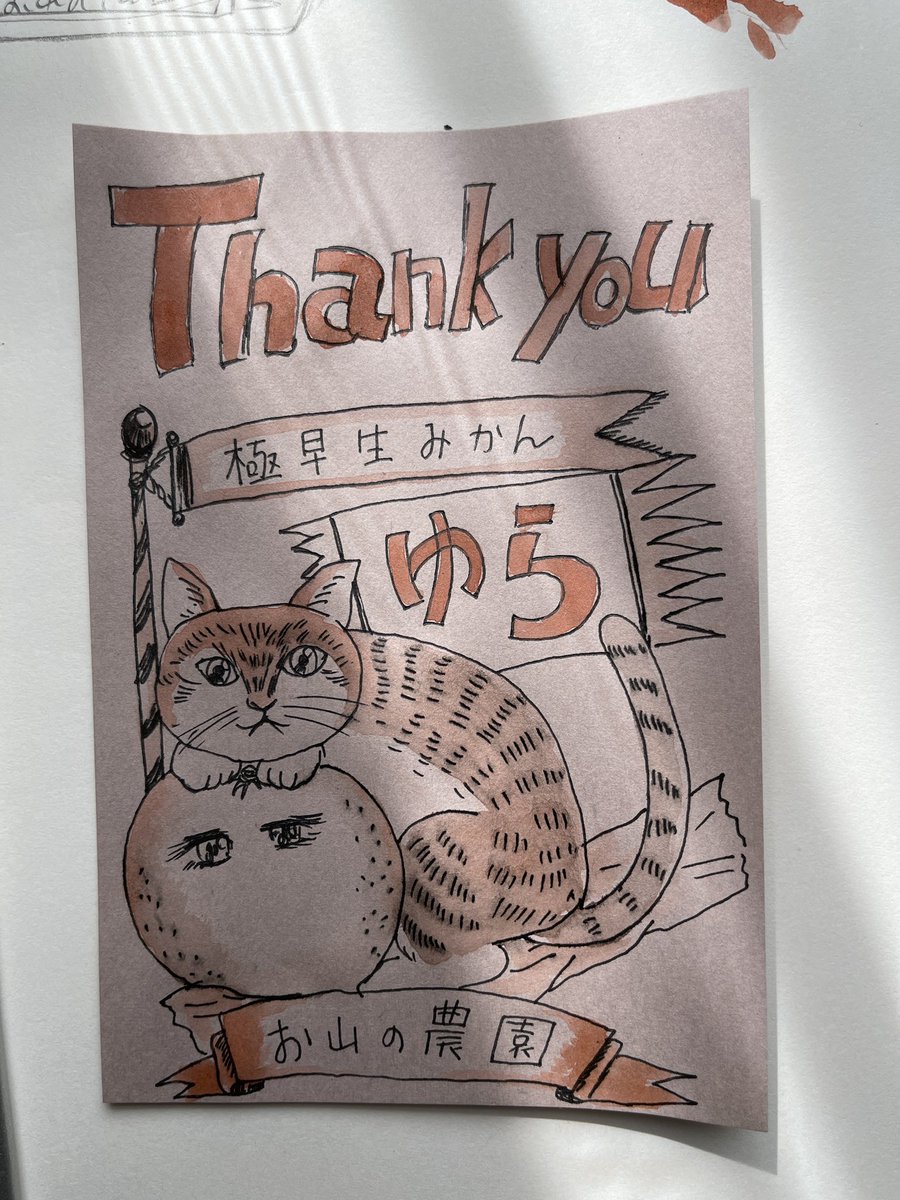 Thank you
極早生みかん
ゆら
お山の農園